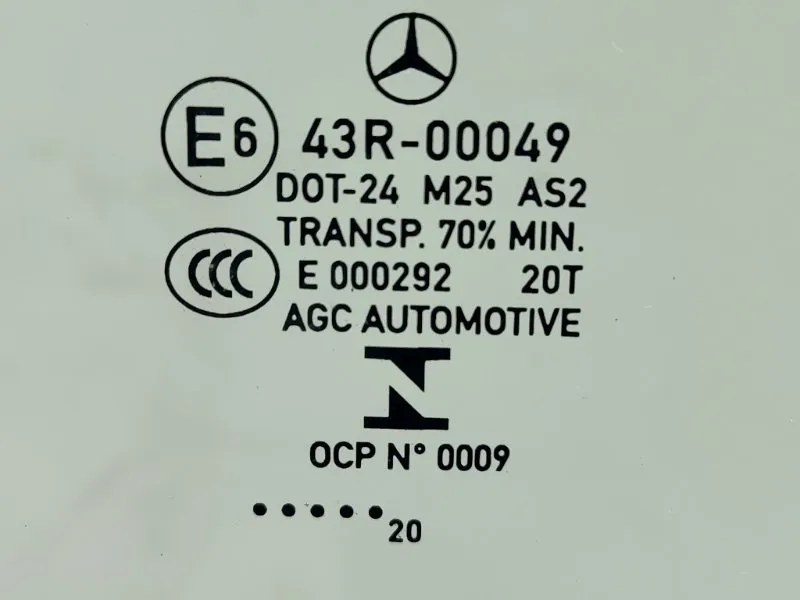 E6 43R-00049
DOT-24 M25 AS2
TRANSP. 70% MIN.
CCC E 000292 20T
AGC AUTOMOTIVE
N
OCP N° 0009
.....20